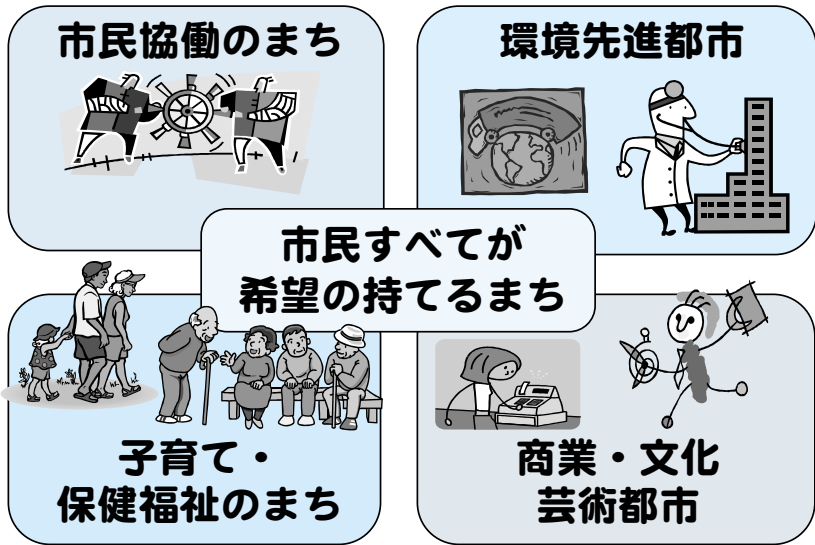 市民協働のまち
環境先進都市
市民すべてが
希望の持てるまち
子育て・
保健福祉のまち
商業・文化
芸術都市